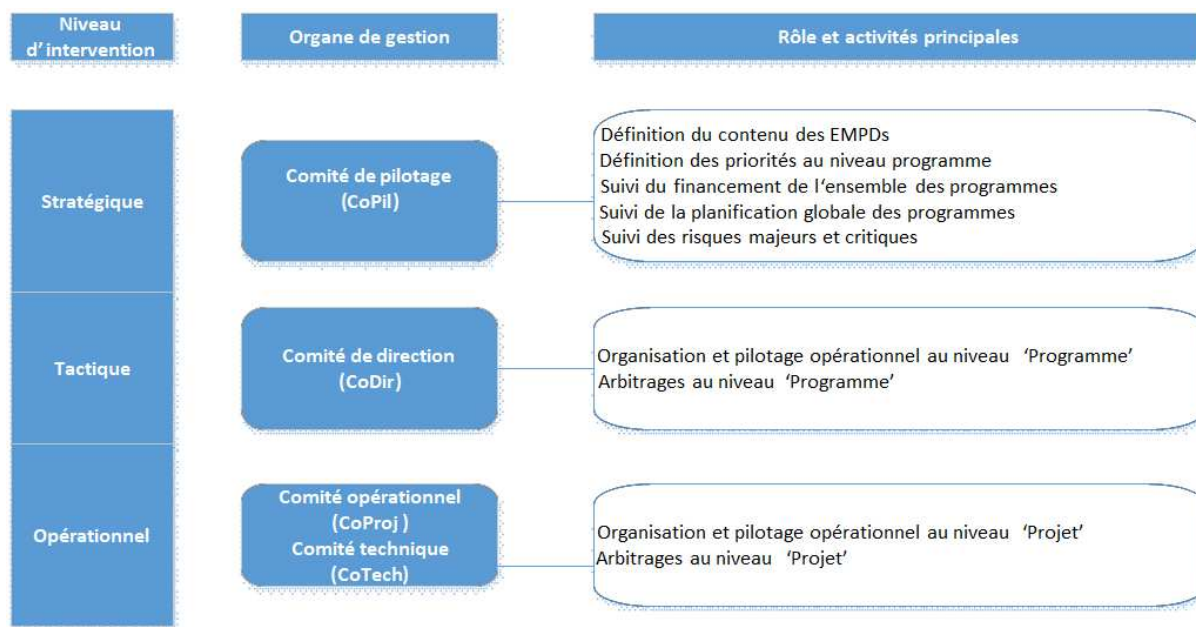 Niveau
d'intervention
Organe de gestion
Rôle et activités principales
Stratégique
Comité de pilotage
(CoPil)
Définition du contenu des EMPDs
Définition des priorités au niveau programme
Suivi du financement de l'ensemble des programmes
Suivi de la planification globale des programmes
Suivi des risques majeurs et critiques
Tactique
Comité de direction
(CoDir)
Organisation et pilotage opérationnel au niveau 'Programme'
Arbitrages au niveau 'Programme'
Opérationnel
Comité opérationnel
(CoProj )
Comité technique
(CoTech)
Organisation et pilotage opérationnel au niveau 'Projet'
Arbitrages au niveau 'Projet'